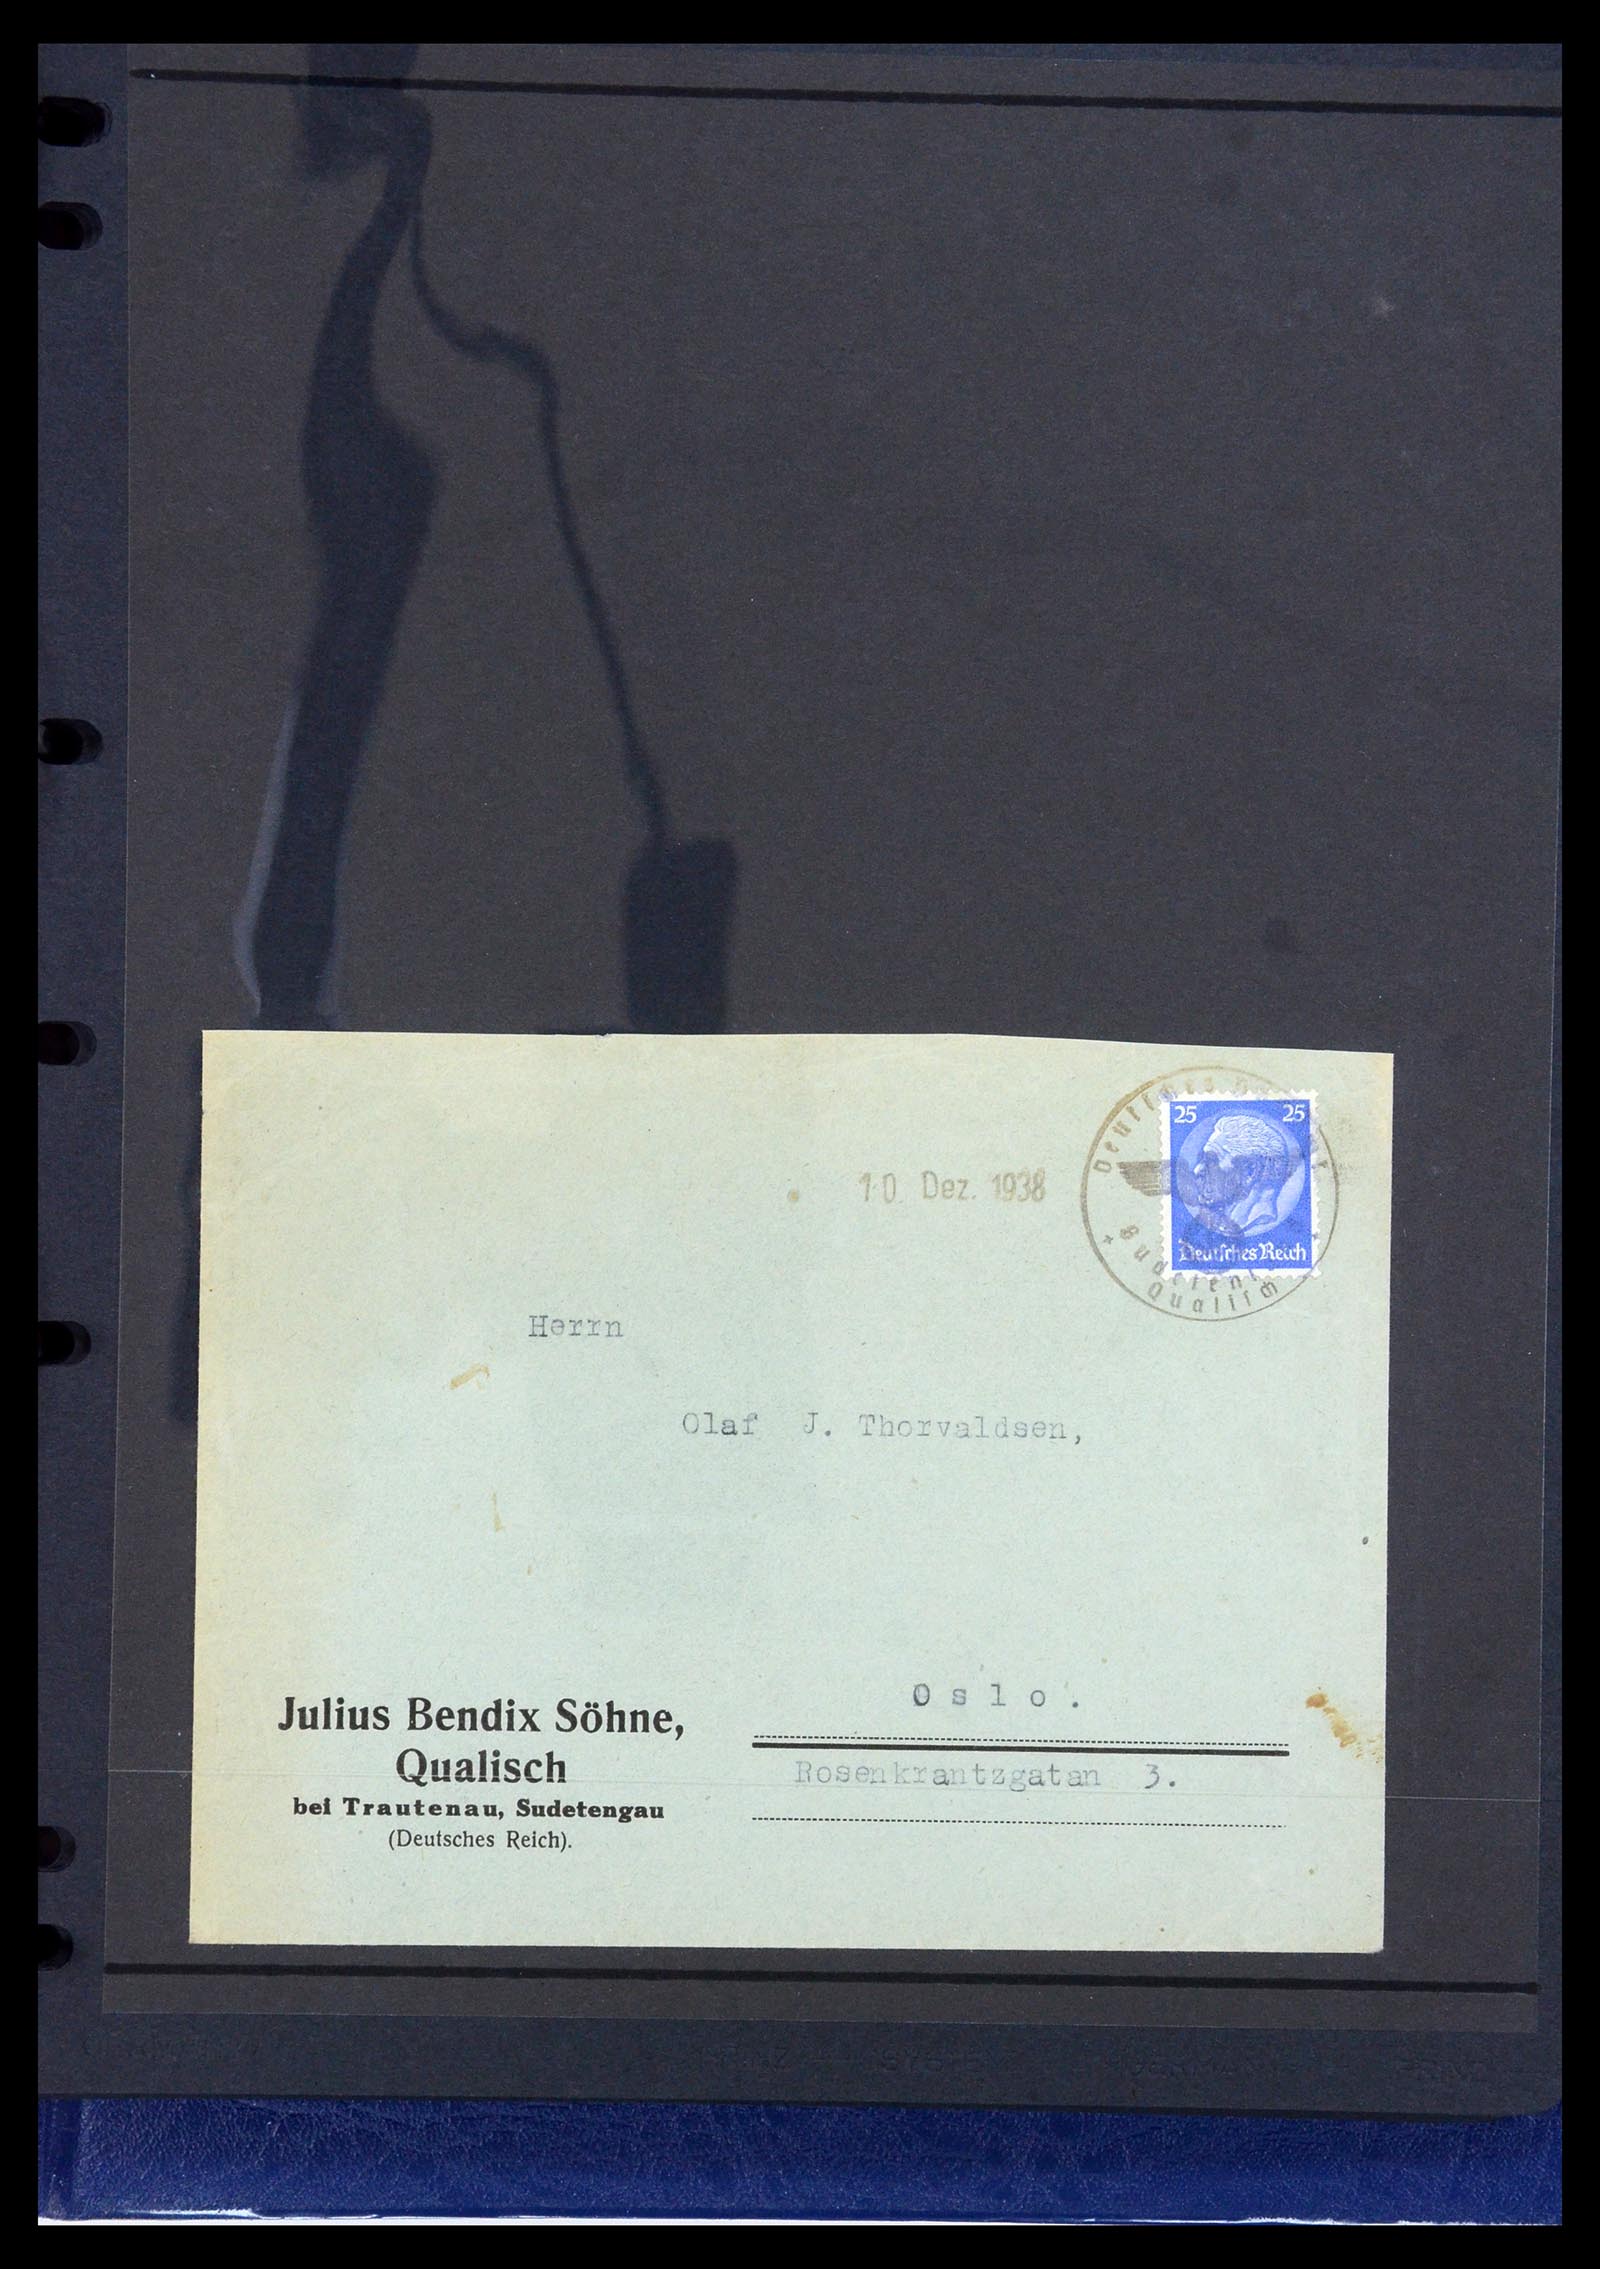 25 25
Deutsches Reich
Qualisch
10. Dez. 1938
Herrn
Olaf J. Thorvaldsen,
Oslo.
Rosenkrantzgatan 3.
Julius Bendix Söhne,
Qualisch
bei Trautenau, Sudetengau
(Deutsches Reich).